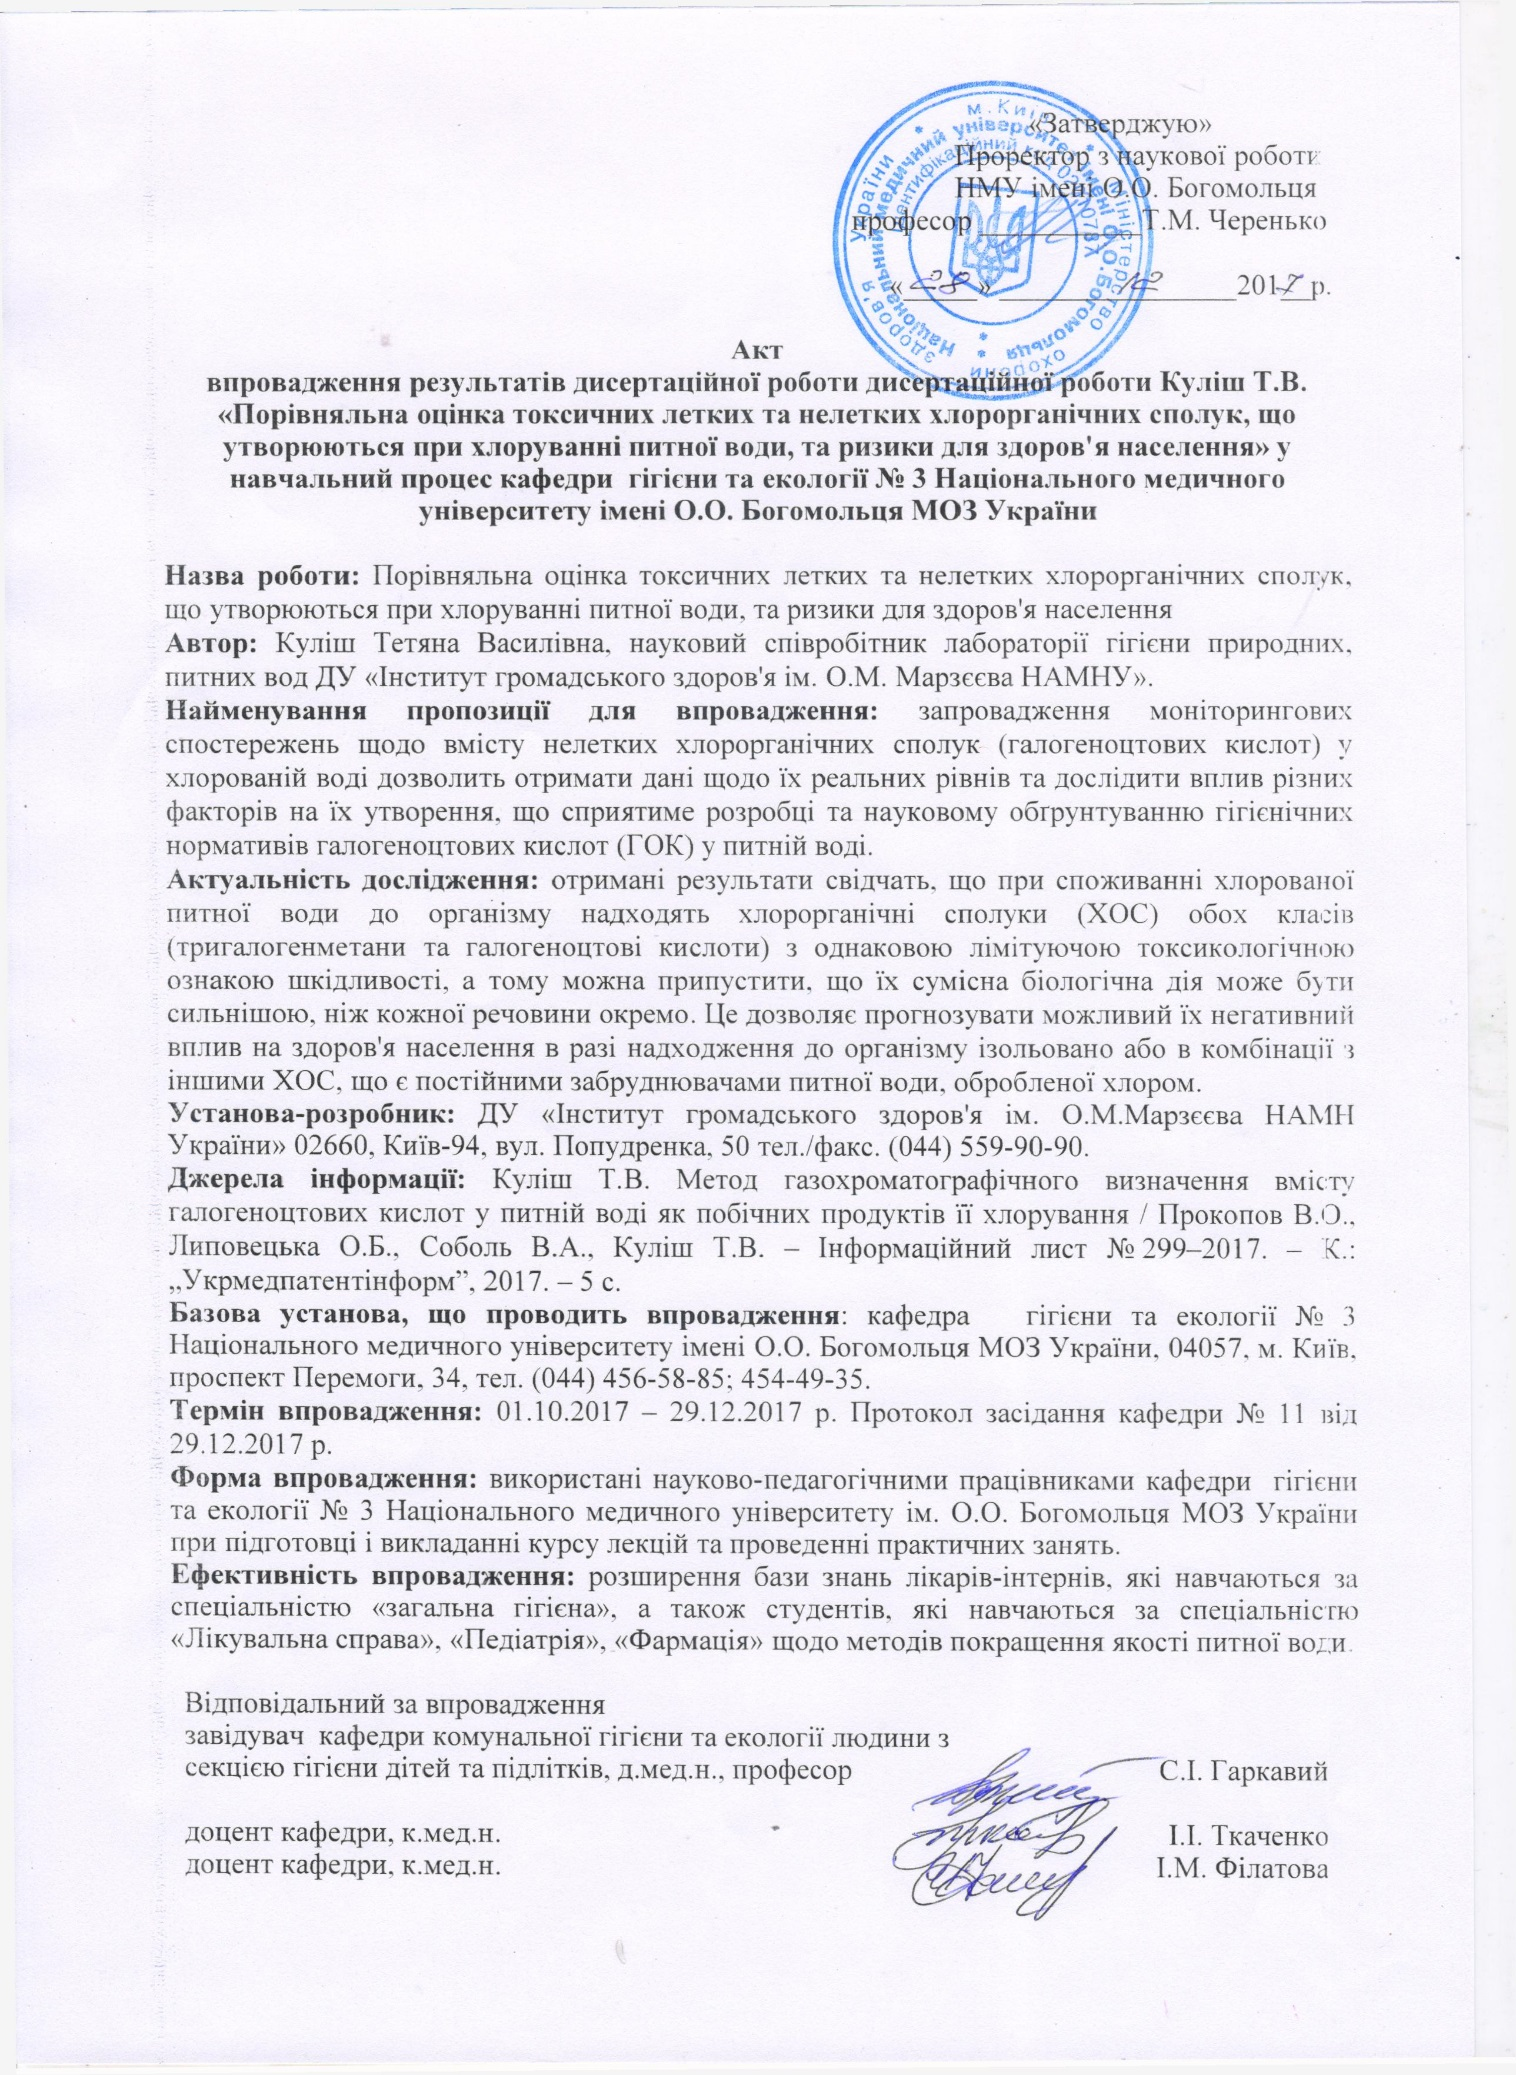 «Затверджую»
Проректор з наукової роботи
НМУ імені О.О. Богомольця
професор ____________Т.М. Черенько
«28» 12 2017 р.
м.Київ
Міністерство охорони здоров'я України
Національний медичний університет імені О.О.Богомольця
Ідентифікаційний код
Акт
впровадження результатів дисертаційної роботи дисертаційної роботи Куліш Т.В.
«Порівняльна оцінка токсичних летких та нелетких хлорорганічних сполук, що
утворюються при хлоруванні питної води, та ризики для здоров'я населення» у
навчальний процес кафедри гігієни та екології № 3 Національного медичного
університету імені О.О. Богомольця МОЗ України
Назва роботи: Порівняльна оцінка токсичних летких та нелетких хлорорганічних сполук,
що утворюються при хлоруванні питної води, та ризики для здоров'я населення
Автор: Куліш Тетяна Василівна, науковий співробітник лабораторії гігієни природних,
питних вод ДУ «Інститут громадського здоров'я ім. О.М. Марзєєва НАМНУ».
Найменування пропозиції для впровадження: запровадження моніторингових
спостережень щодо вмісту нелетких хлорорганічних сполук (галогеноцтових кислот) у
хлорованій воді дозволить отримати дані щодо їх реальних рівнів та дослідити вплив різних
факторів на їх утворення, що сприятиме розробці та науковому обґрунтуванню гігієнічних
нормативів галогеноцтових кислот (ГОК) у питній воді.
Актуальність дослідження: отримані результати свідчать, що при споживанні хлорованої
питної води до організму надходять хлорорганічні сполуки (ХОС) обох класів
(тригалогенметани та галогеноцтові кислоти) з однаковою лімітуючою токсикологічною
ознакою шкідливості, а тому можна припустити, що їх сумісна біологічна дія може бути
сильнішою, ніж кожної речовини окремо. Це дозволяє прогнозувати можливий їх негативний
вплив на здоров'я населення в разі надходження до організму ізольовано або в комбінації з
іншими ХОС, що є постійними забруднювачами питної води, обробленої хлором.
Установа-розробник: ДУ «Інститут громадського здоров'я ім. О.М.Марзєєва НАМН
України» 02660, Київ-94, вул. Попудренка, 50 тел./факс. (044) 559-90-90.
Джерела інформації: Куліш Т.В. Метод газохроматографічного визначення вмісту
галогеноцтових кислот у питній воді як побічних продуктів її хлорування / Прокопов В.О.,
Липовецька О.Б., Соболь В.А., Куліш Т.В. – Інформаційний лист № 299–2017. – К.:
„Укрмедпатентінформ”, 2017. – 5 с.
Базова установа, що проводить впровадження: кафедра гігієни та екології № 3
Національного медичного університету імені О.О. Богомольця МОЗ України, 04057, м. Київ,
проспект Перемоги, 34, тел. (044) 456-58-85; 454-49-35.
Термін впровадження: 01.10.2017 – 29.12.2017 р. Протокол засідання кафедри № 11 від
29.12.2017 р.
Форма впровадження: використані науково-педагогічними працівниками кафедри гігієни
та екології № 3 Національного медичного університету ім. О.О. Богомольця МОЗ України
при підготовці і викладанні курсу лекцій та проведенні практичних занять.
Ефективність впровадження: розширення бази знань лікарів-інтернів, які навчаються за
спеціальністю «загальна гігієна», а також студентів, які навчаються за спеціальністю
«Лікувальна справа», «Педіатрія», «Фармація» щодо методів покращення якості питної води.
Відповідальний за впровадження
завідувач кафедри комунальної гігієни та екології людини з
секцією гігієни дітей та підлітків, д.мед.н., професор С.І. Гаркавий
доцент кафедри, к.мед.н. І.І. Ткаченко
доцент кафедри, к.мед.н. І.М. Філатова